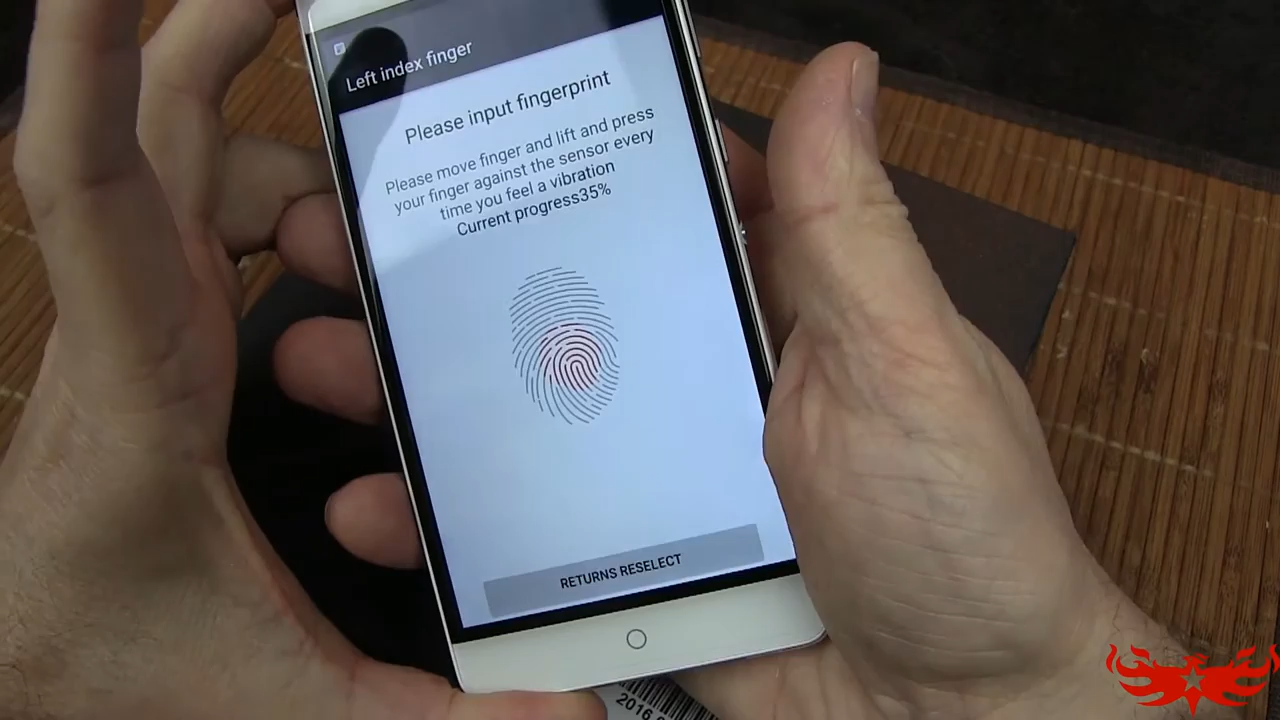 Left index finger
Please input fingerprint
Please move finger and lift and press
your finger against the sensor every
time you feel a vibration
Current progress35%
RETURNS RESELECT
2016